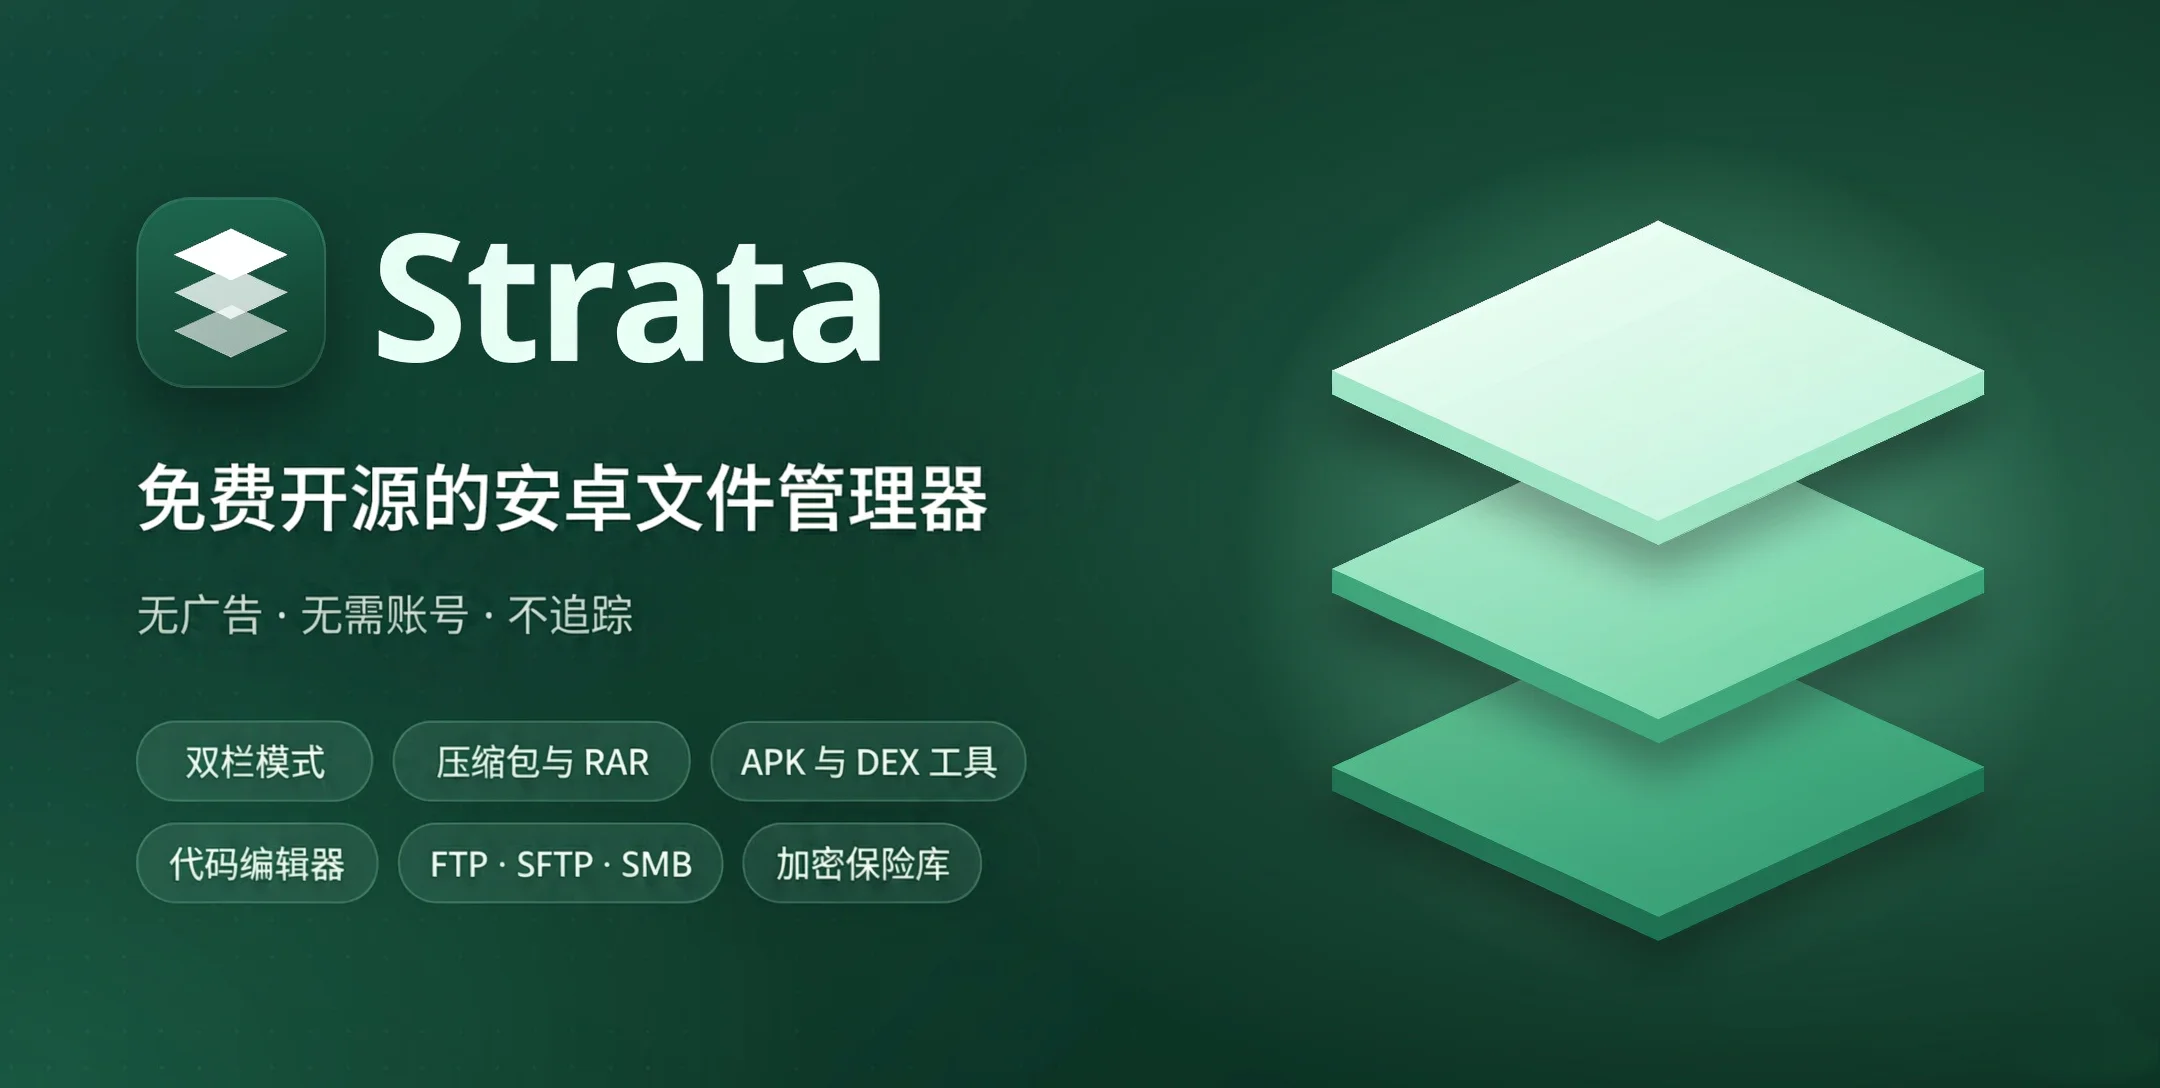 Strata
免费开源的安卓文件管理器
无广告 · 无需账号 · 不追踪
双栏模式
压缩包与 RAR
APK 与 DEX 工具
代码编辑器
FTP · SFTP · SMB
加密保险库